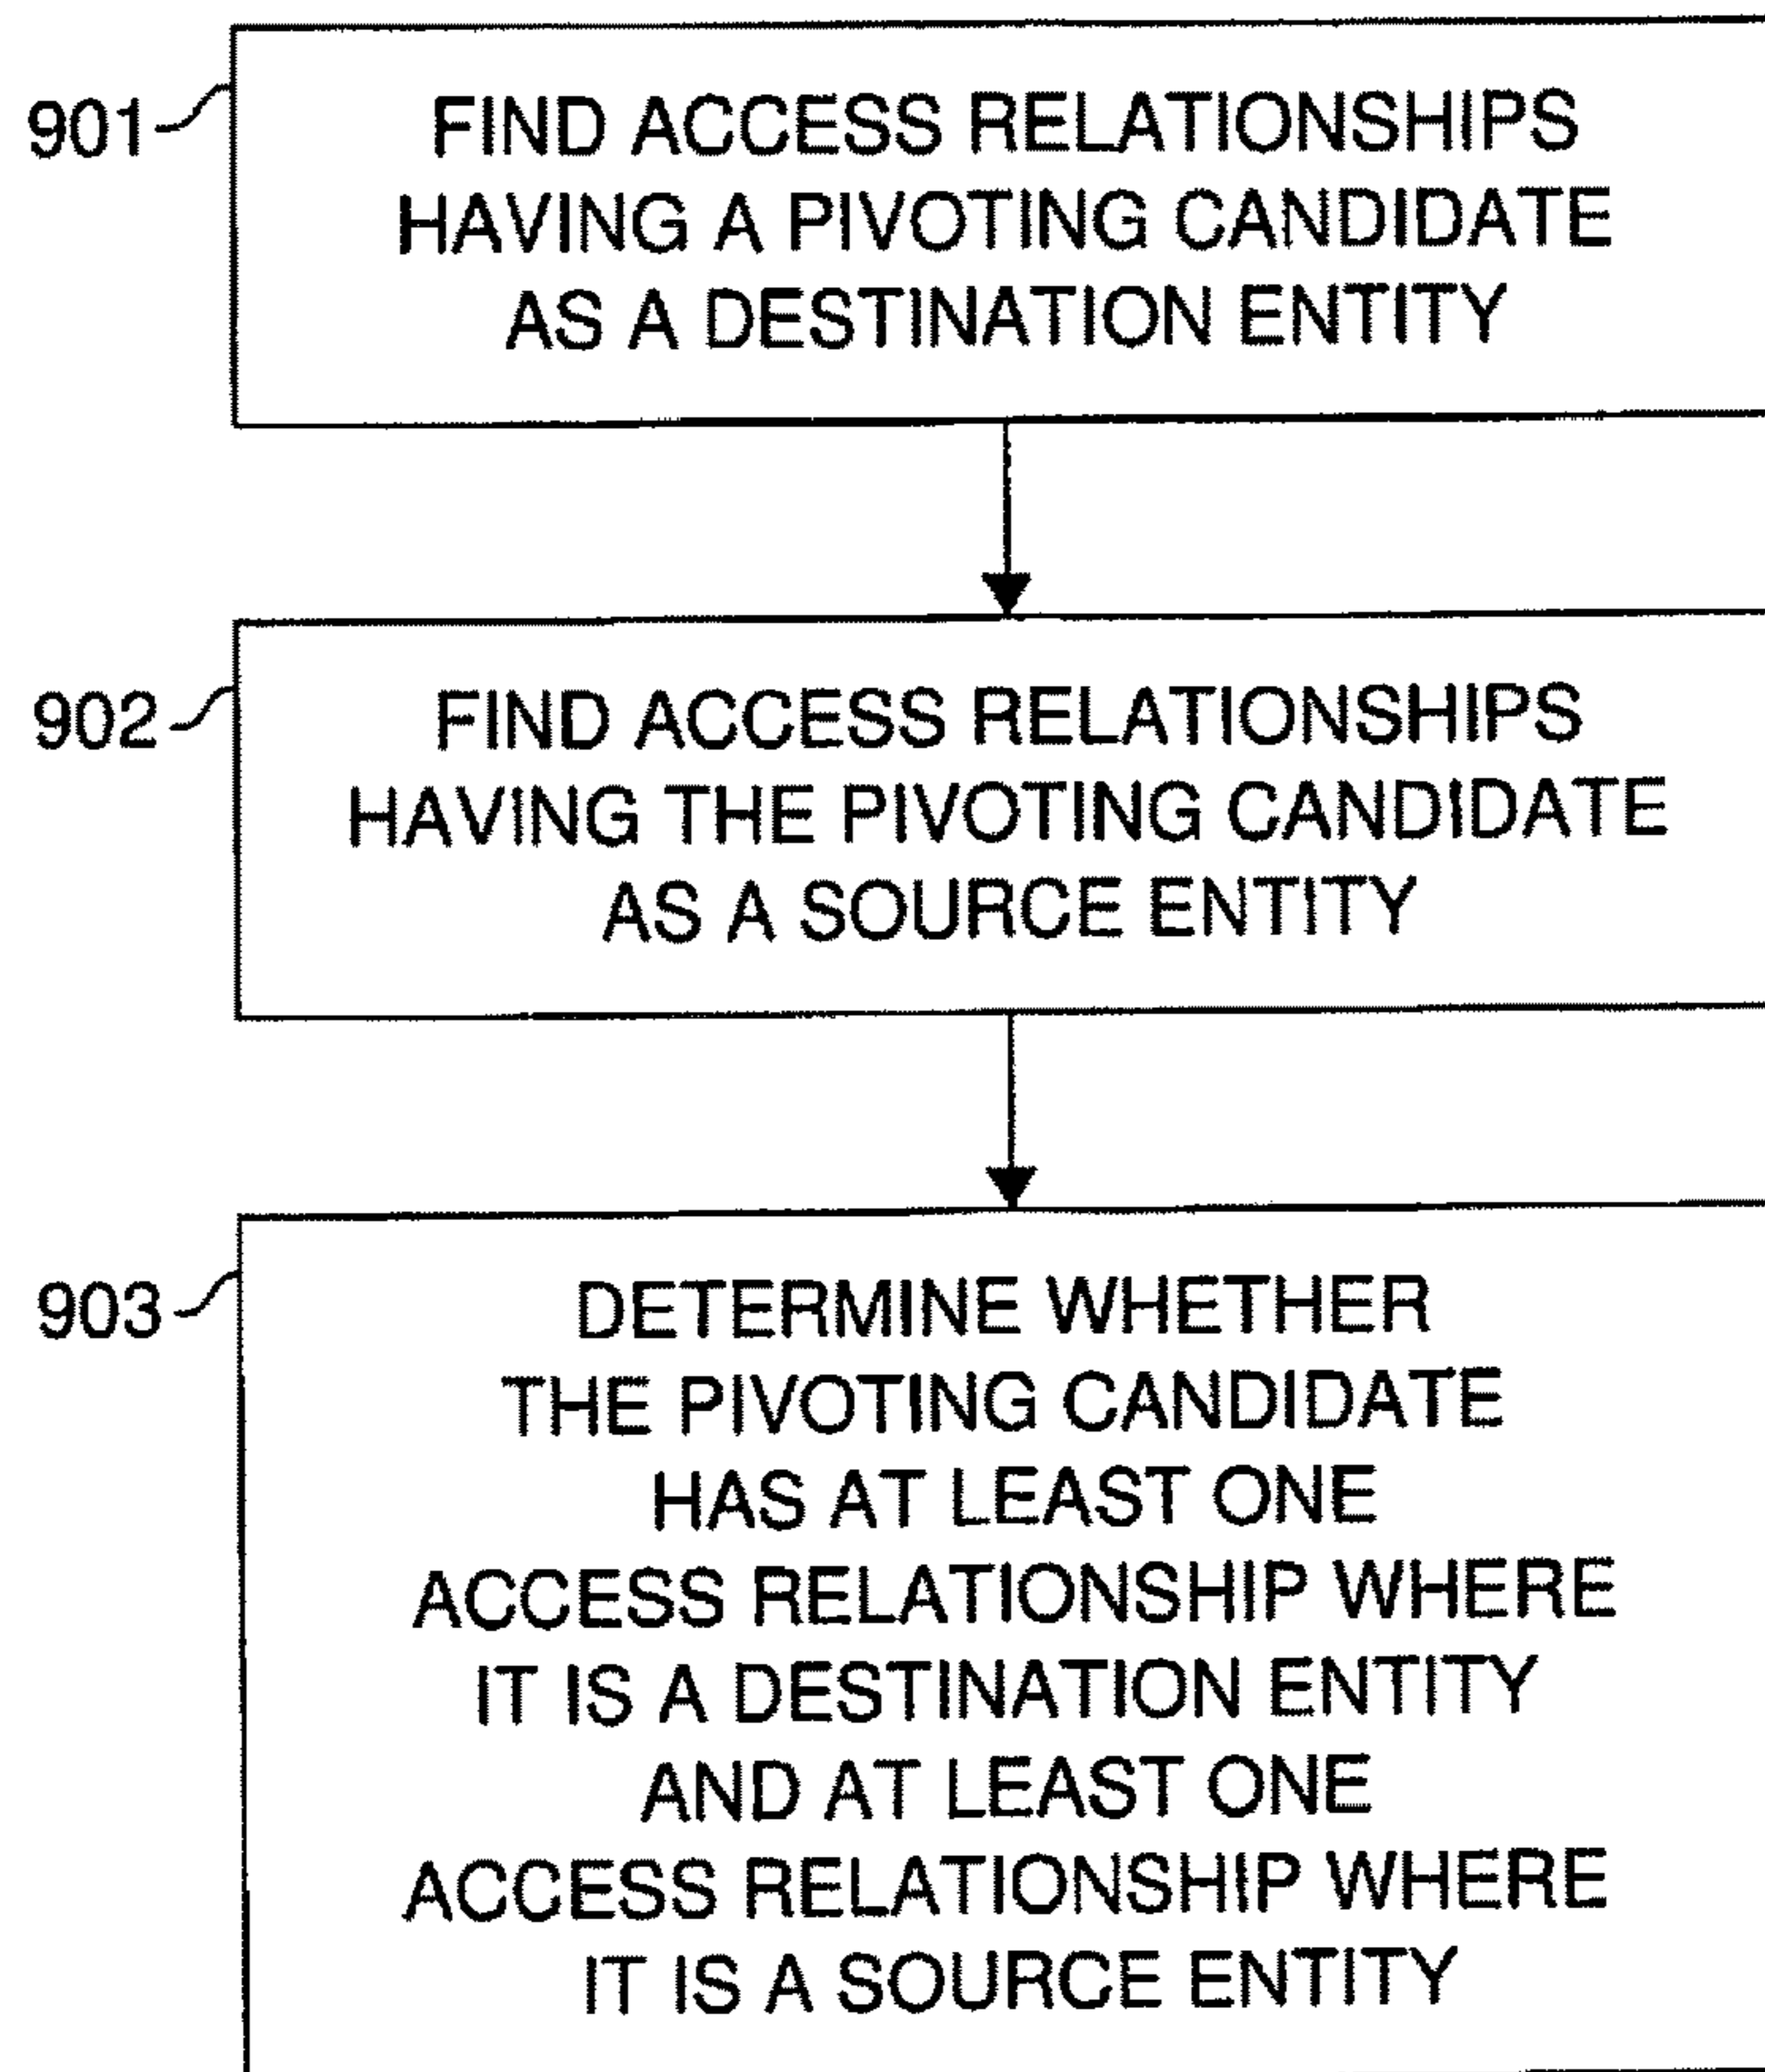 901
FIND ACCESS RELATIONSHIPS
HAVING A PIVOTING CANDIDATE
AS A DESTINATION ENTITY
902
FIND ACCESS RELATIONSHIPS
HAVING THE PIVOTING CANDIDATE
AS A SOURCE ENTITY
903
DETERMINE WHETHER
THE PIVOTING CANDIDATE
HAS AT LEAST ONE
ACCESS RELATIONSHIP WHERE
IT IS A DESTINATION ENTITY
AND AT LEAST ONE
ACCESS RELATIONSHIP WHERE
IT IS A SOURCE ENTITY